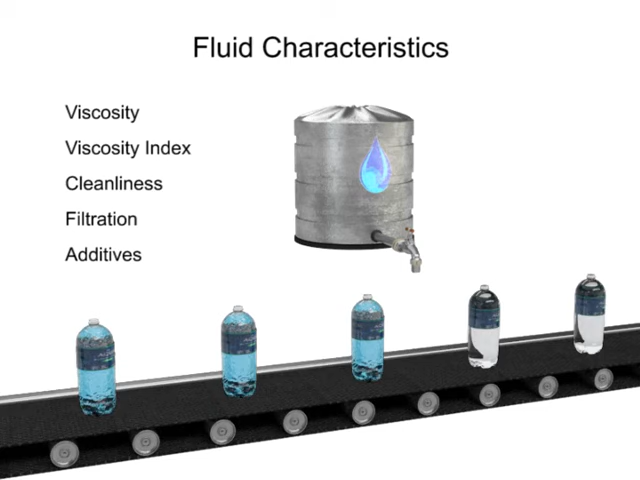 Fluid Characteristics
Viscosity
Viscosity Index
Cleanliness
Filtration
Additives